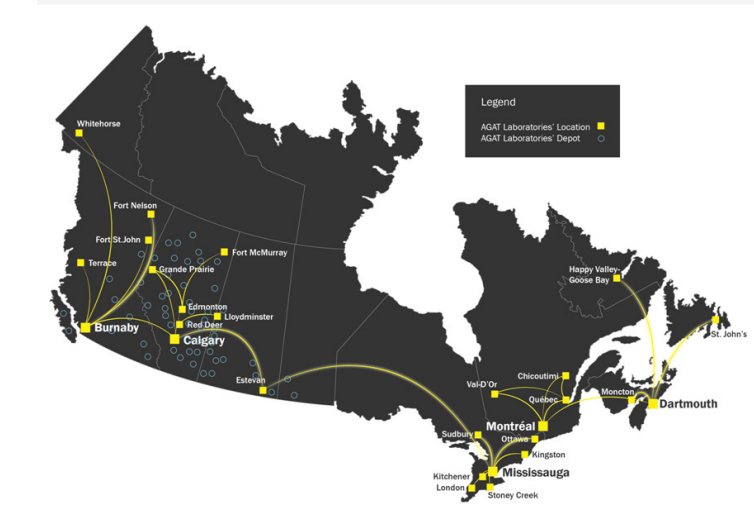 Legend
AGAT Laboratories' Location
AGAT Laboratories' Depot
Whitehorse
Fort Nelson
Fort St.John
Terrace
Fort McMurray
Grande Prairie
Happy Valley-
Goose Bay
Edmonton
Lloydminster
Burnaby
Red Deer
Calgary
St. John's
Estevan
Chicoutimi
Val-D'Or
Québec
Moncton
Dartmouth
Montréal
Sudbury
Ottawa
Kingston
Mississauga
Kitchener
London
Stoney Creek